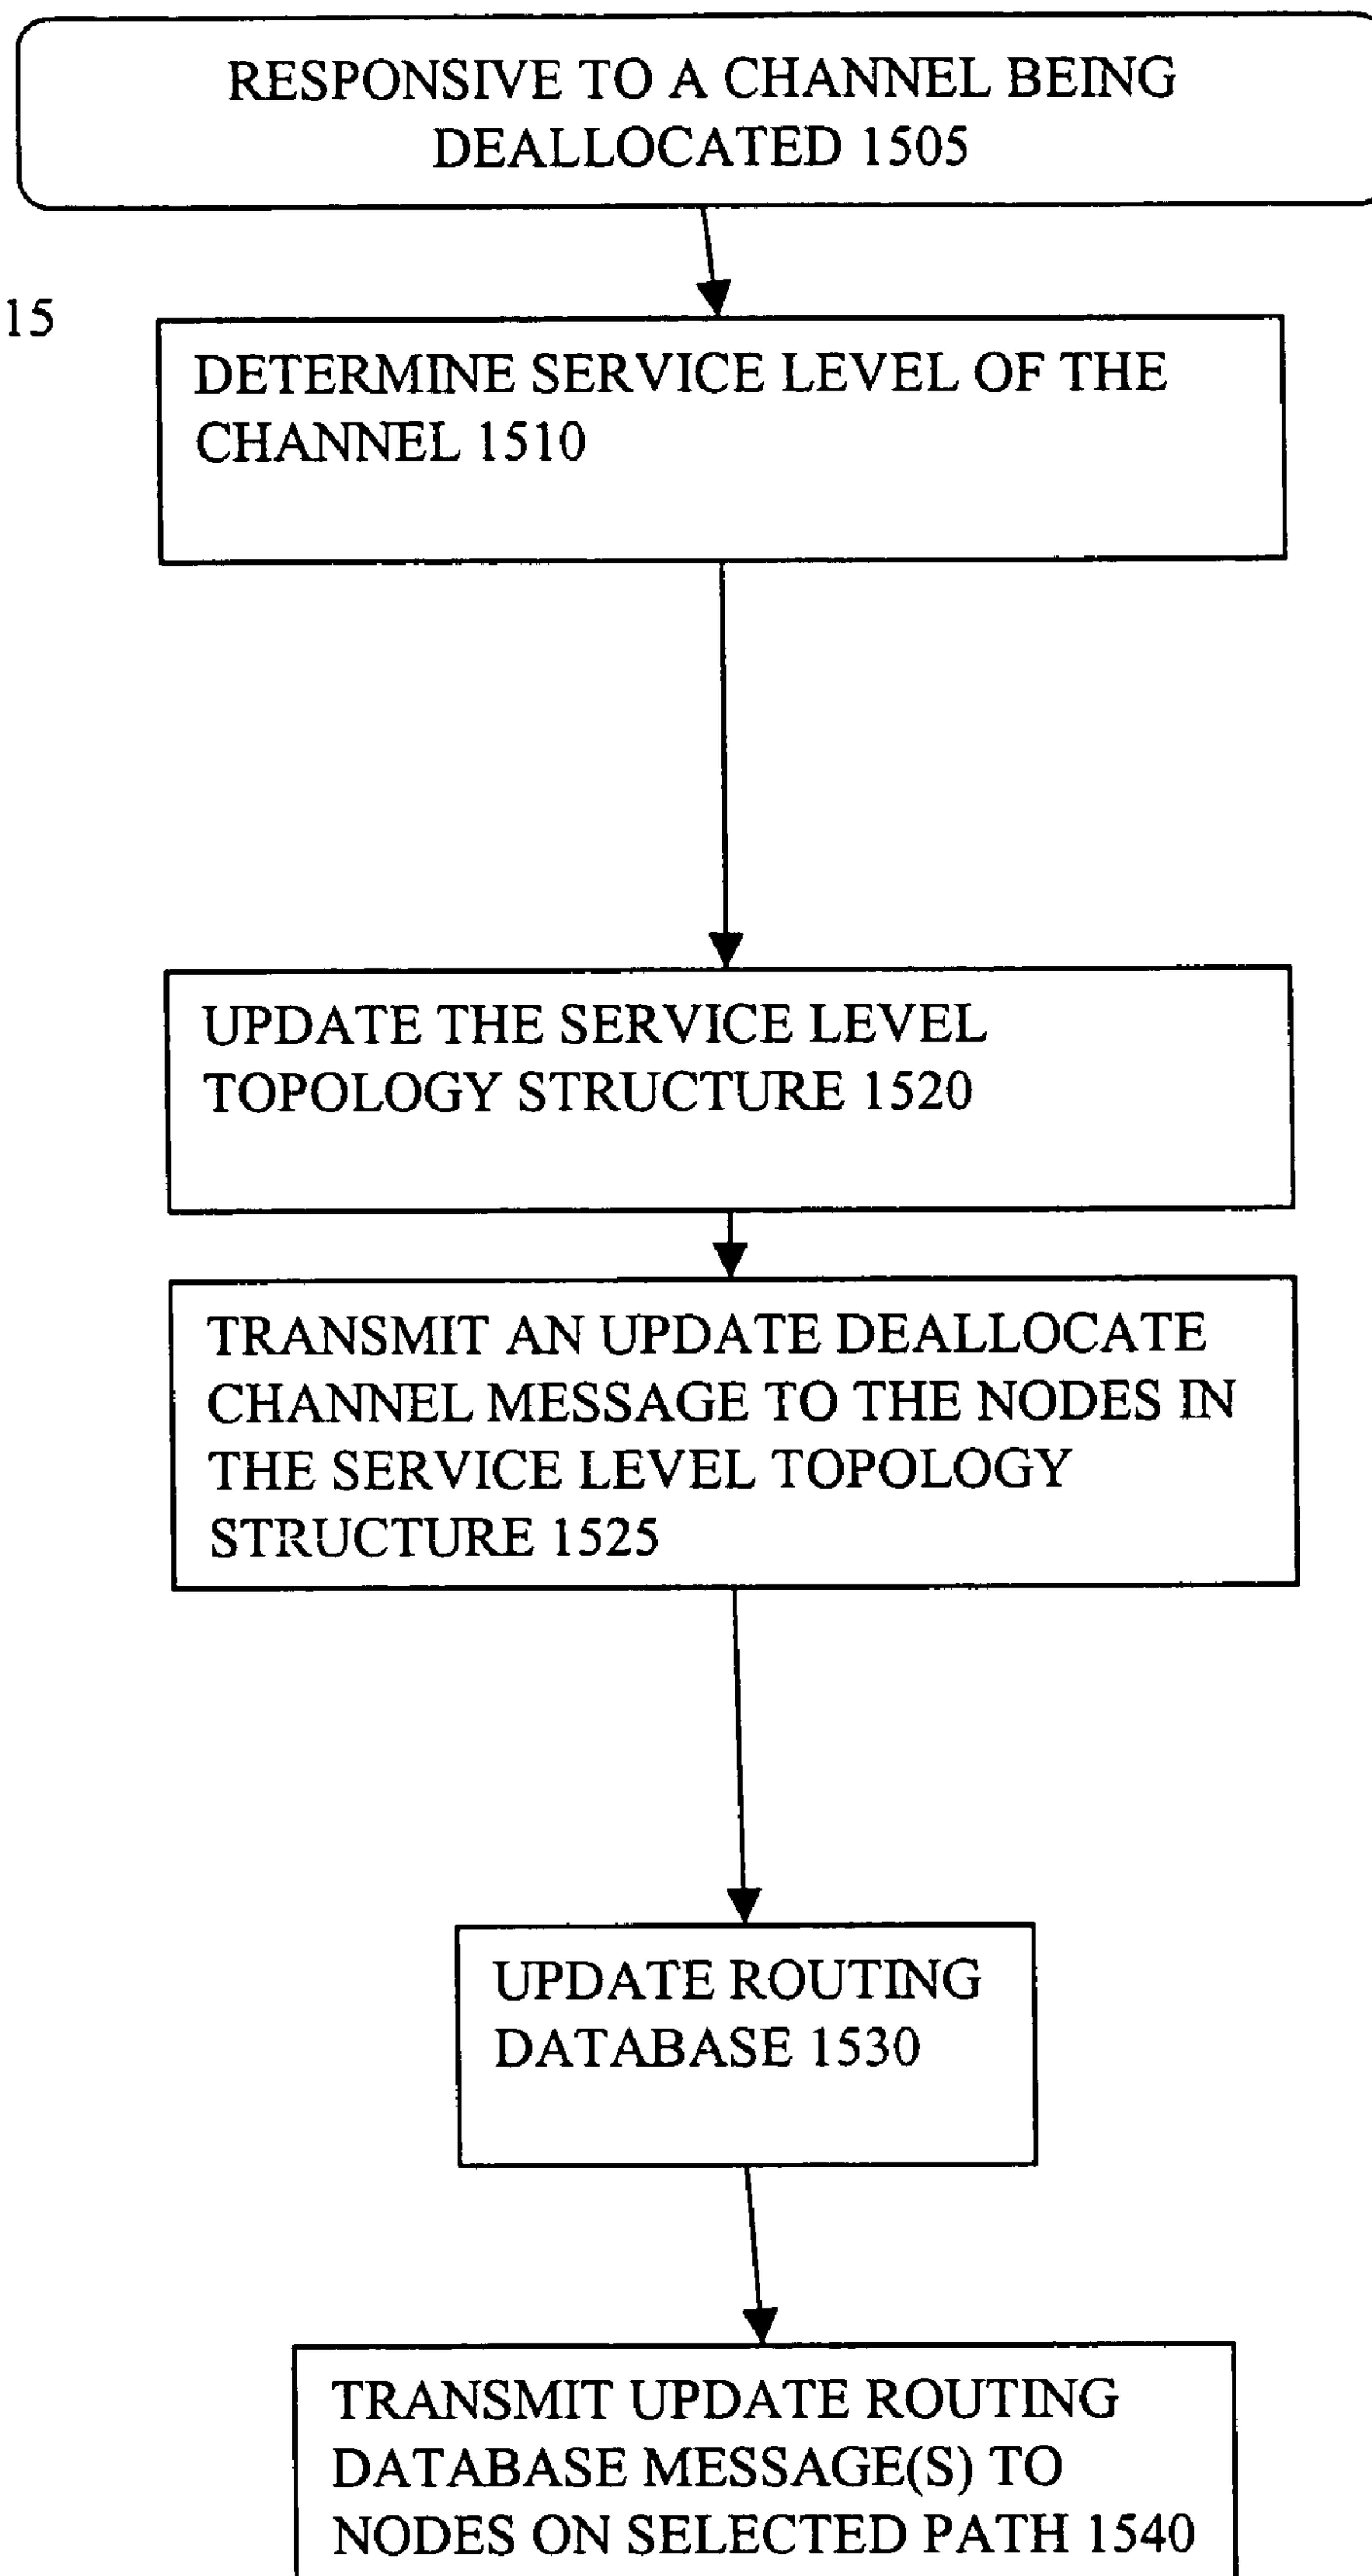 RESPONSIVE TO A CHANNEL BEING
DEALLOCATED 1505
15
DETERMINE SERVICE LEVEL OF THE
CHANNEL 1510
UPDATE THE SERVICE LEVEL
TOPOLOGY STRUCTURE 1520
TRANSMIT AN UPDATE DEALLOCATE
CHANNEL MESSAGE TO THE NODES IN
THE SERVICE LEVEL TOPOLOGY
STRUCTURE 1525
UPDATE ROUTING
DATABASE 1530
TRANSMIT UPDATE ROUTING
DATABASE MESSAGE(S) TO
NODES ON SELECTED PATH 1540